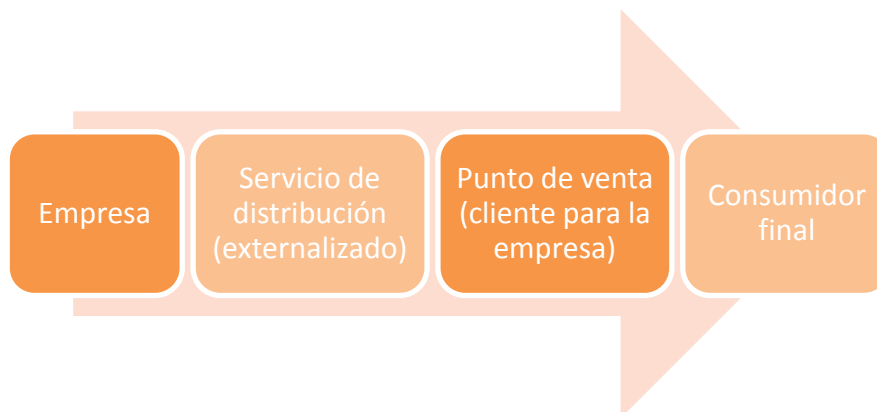 Empresa
Servicio de
distribución
(externalizado)
Punto de venta
(cliente para la
empresa)
Consumidor
final